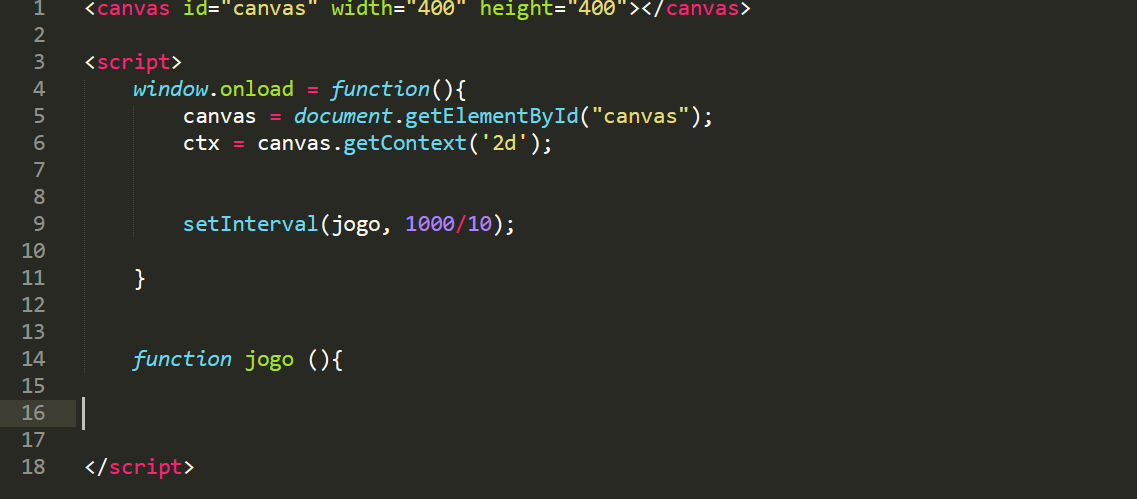 1 <canvas id="canvas" width="400" height="400"></canvas>
2
3 <script>
4 window.onload = function(){
5 canvas = document.getElementById("canvas");
6 ctx = canvas.getContext('2d');
7
8
9 setInterval(jogo, 1000/10);
10
11 }
12
13
14 function jogo (){
15
16
17
18 </script>